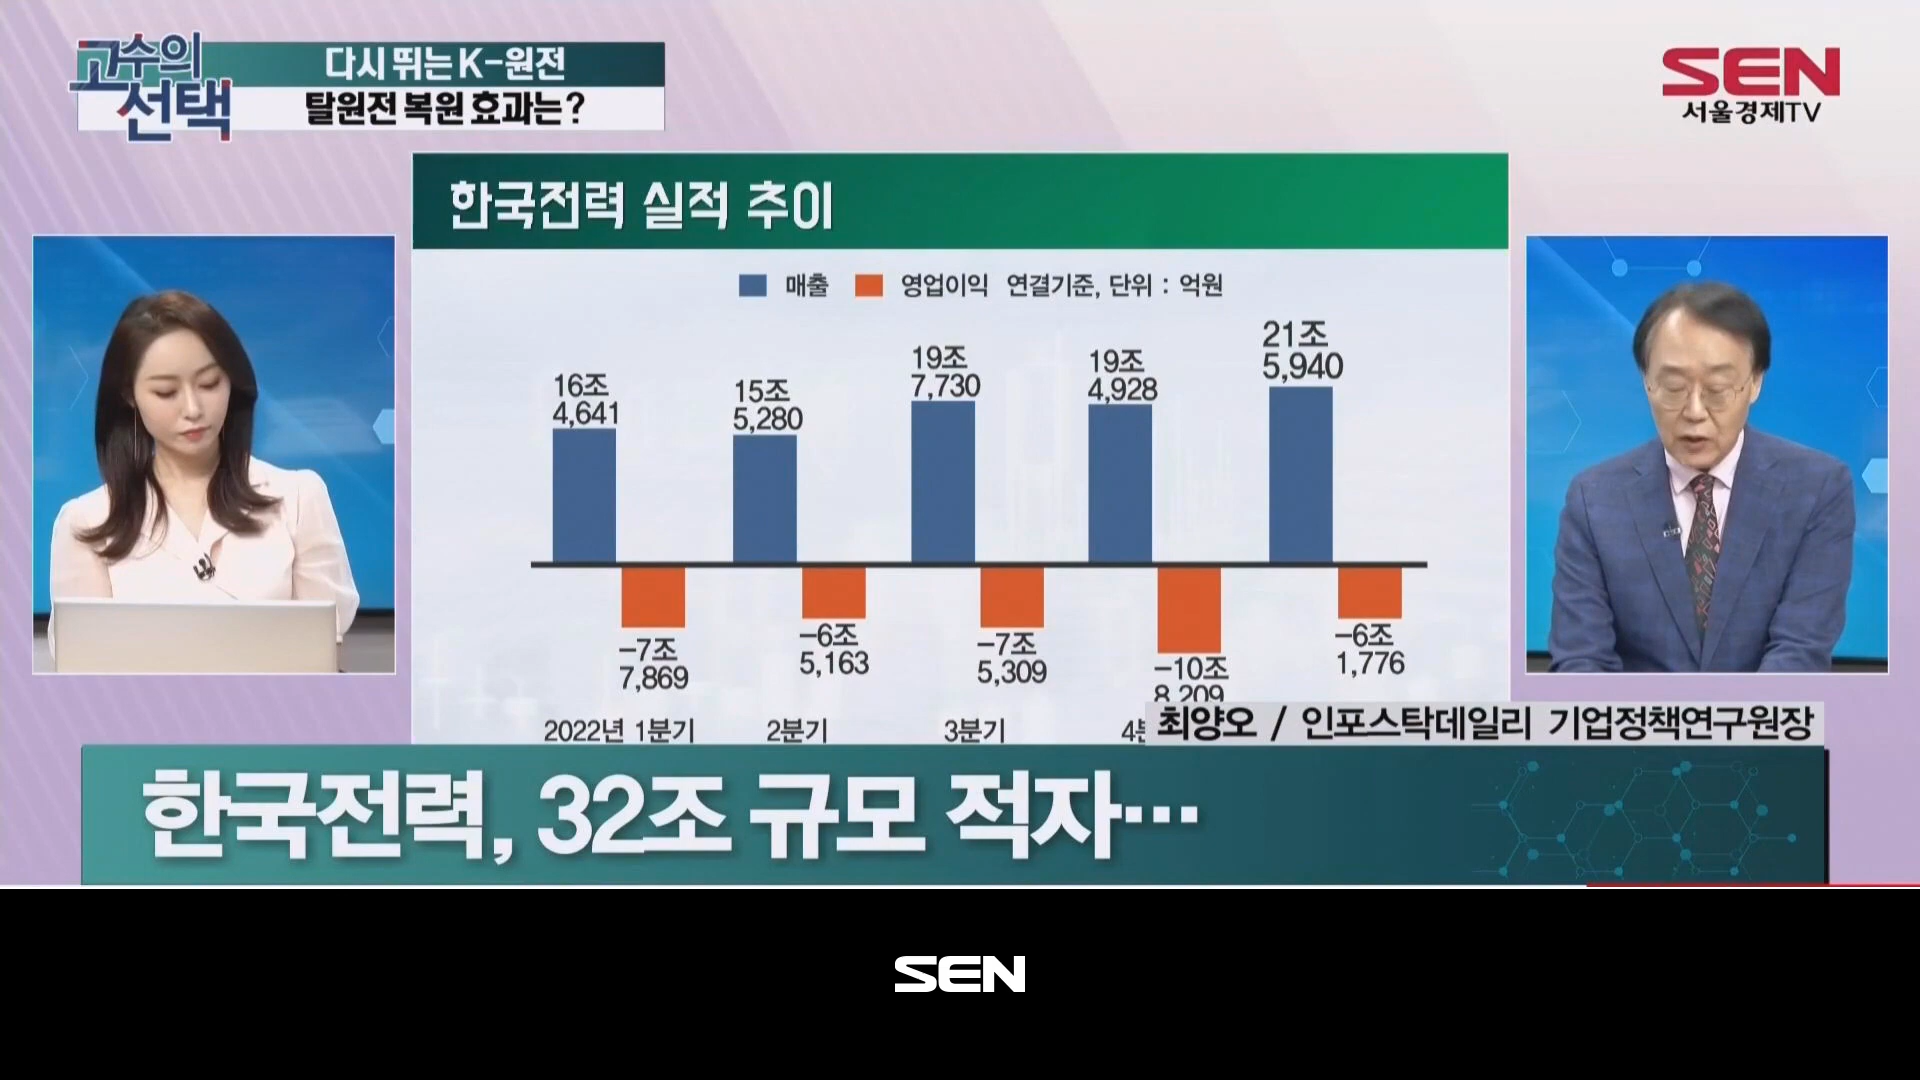 고수의
선택
다시 뛰는 K-원전
탈원전 복원 효과는?
SEN
서울경제TV
한국전력 실적 추이
매출 영업이익 연결기준, 단위 : 억원
16조
4,641
15조
5,280
19조
7,730
19조
4,928
21조
5,940
-7조
7,869
-6조
5,163
-7조
5,309
-10조
8,209
-6조
1,776
2022년 1분기 2분기 3분기
최양오 / 인포스탁데일리 기업정책연구원장
한국전력, 32조 규모 적자…
SEN